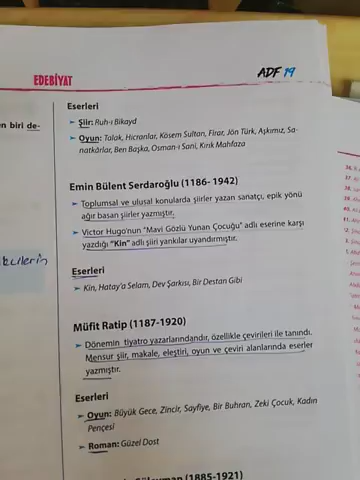 EDEBİYAT
ADF 19
n biri de-
Eserleri
➢ Şiir: Ruh-ı Bikayd
➢ Oyun: Talak, Hicranlar, Kösem Sultan, Firar, Jön Türk, Aşkımız, Sa-
natkârlar, Ben Başka, Osman-ı Sani, Kırık Mahfaza
Emin Bülent Serdaroğlu (1186- 1942)
➢ Toplumsal ve ulusal konularda şiirler yazan sanatçı, epik yönü
ağır basan şiirler yazmıştır.
➢ Victor Hugo'nun "Mavi Gözlü Yunan Çocuğu" adlı eserine karşı
yazdığı "Kin" adlı şiiri yankılar uyandırmıştır.
Eserleri
➢ Kin, Hatay'a Selam, Dev Şarkısı, Bir Destan Gibi
Müfit Ratip (1187-1920)
➢ Dönemin tiyatro yazarlarındandır, özellikle çevirileri ile tanındı.
Mensur şiir, makale, eleştiri, oyun ve çeviri alanlarında eserler
yazmıştır.
Eserleri
➢ Oyun: Büyük Gece, Zincir, Sayfiye, Bir Buhran, Zeki Çocuk, Kadın
Pençesi
➢ Roman: Güzel Dost
Süleyman (1885-1921)